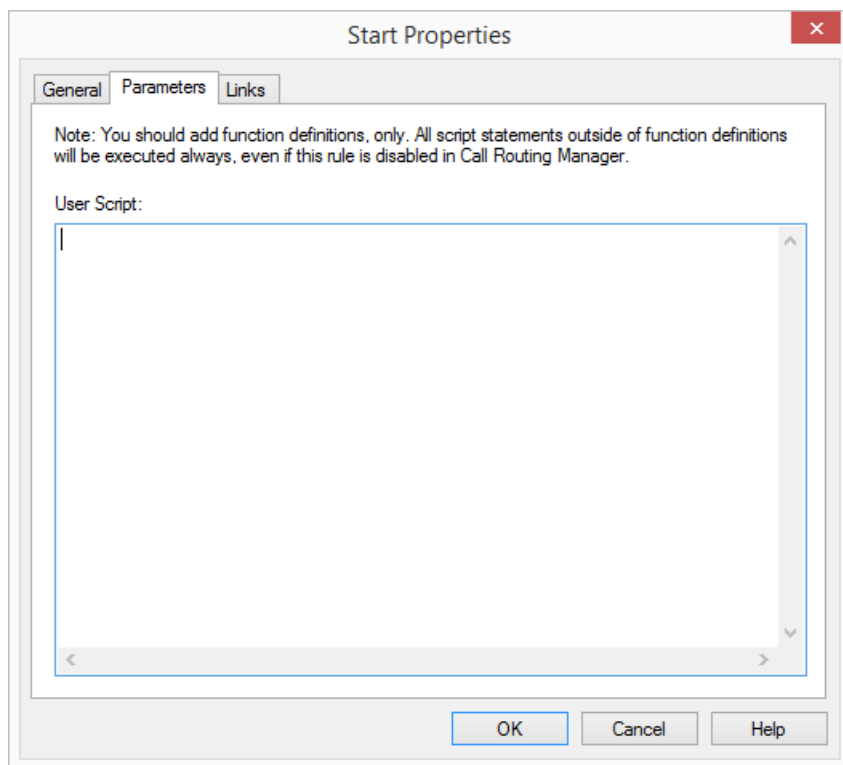 Start Properties
General Parameters Links
Note: You should add function definitions, only. All script statements outside of function definitions
will be executed always, even if this rule is disabled in Call Routing Manager.
User Script:
OK Cancel Help